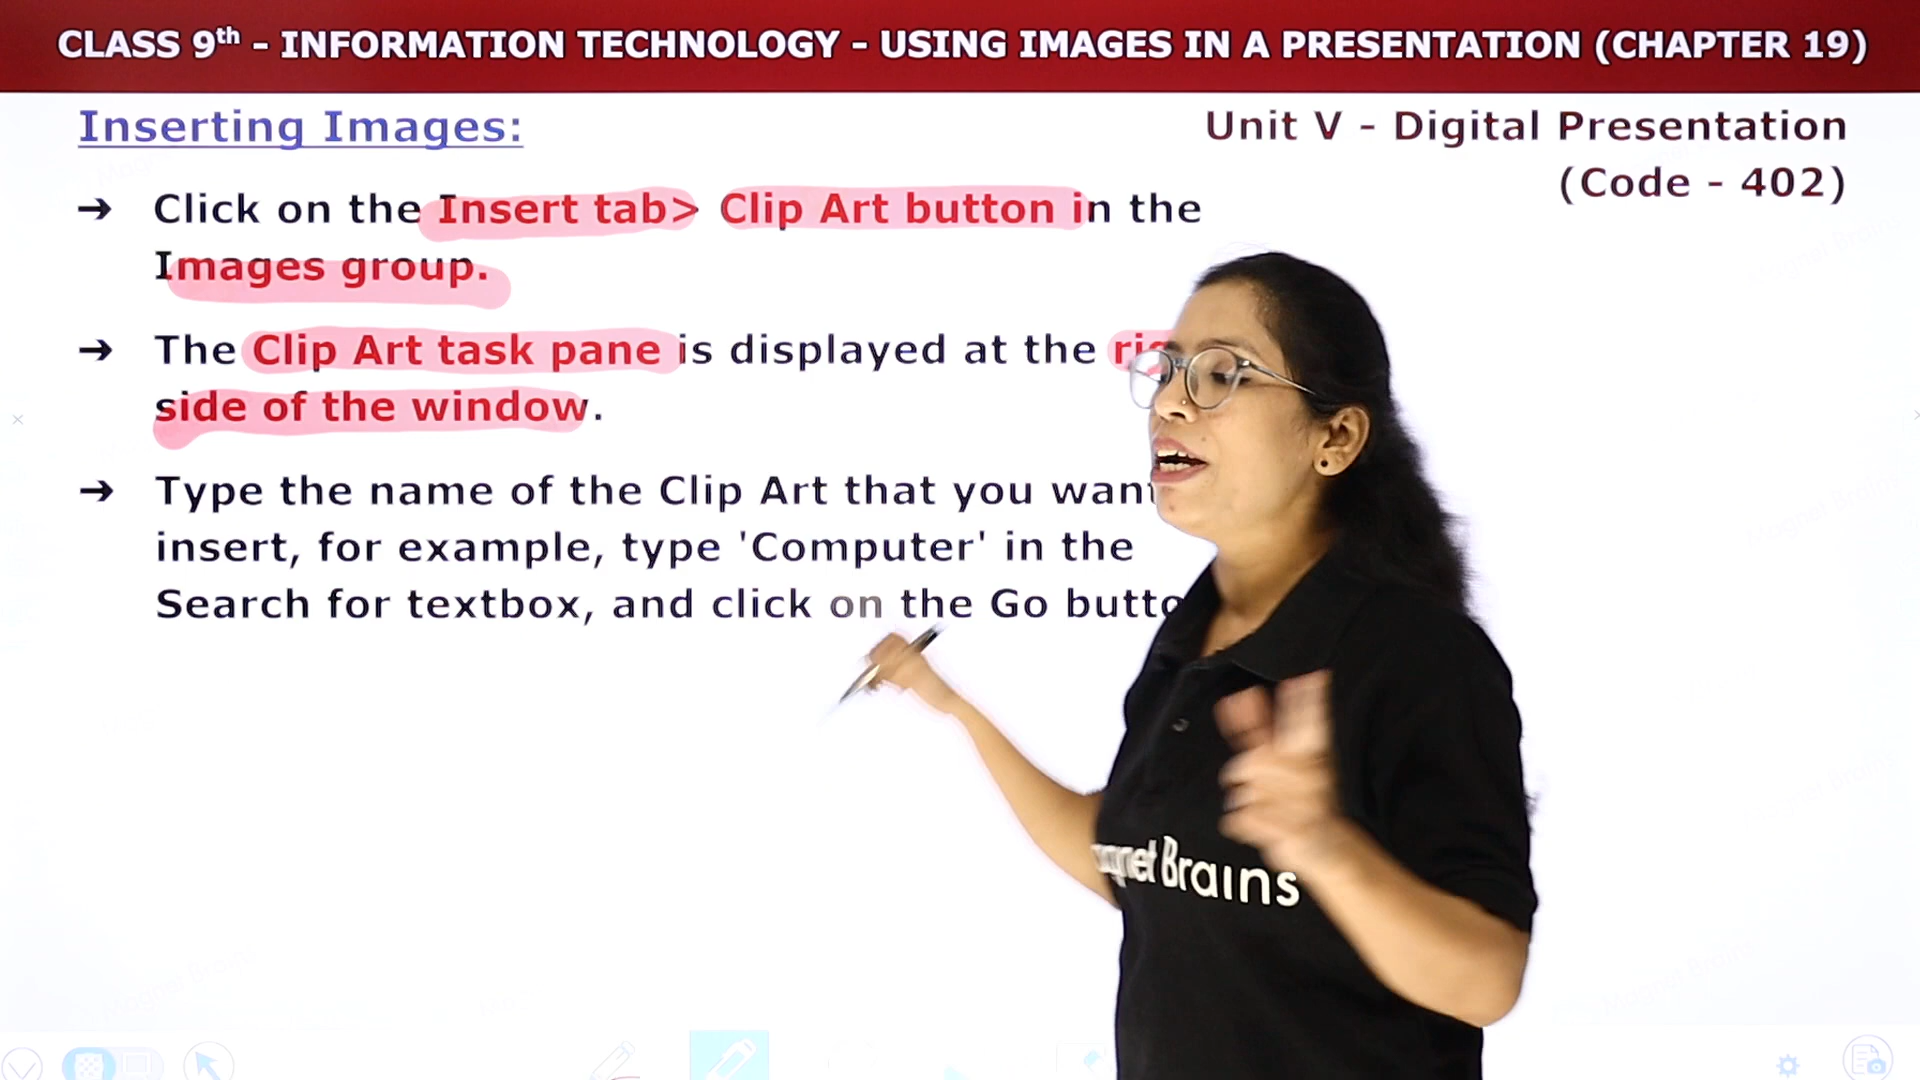 CLASS 9th - INFORMATION TECHNOLOGY - USING IMAGES IN A PRESENTATION (CHAPTER 19)
Inserting Images:
Unit V - Digital Presentation
(Code - 402)
➔ Click on the Insert tab> Clip Art button in the
Images group.
➔ The Clip Art task pane is displayed at the
side of the window.
➔ Type the name of the Clip Art that you want
insert, for example, type 'Computer' in the
Search for textbox, and click on the Go
Brains